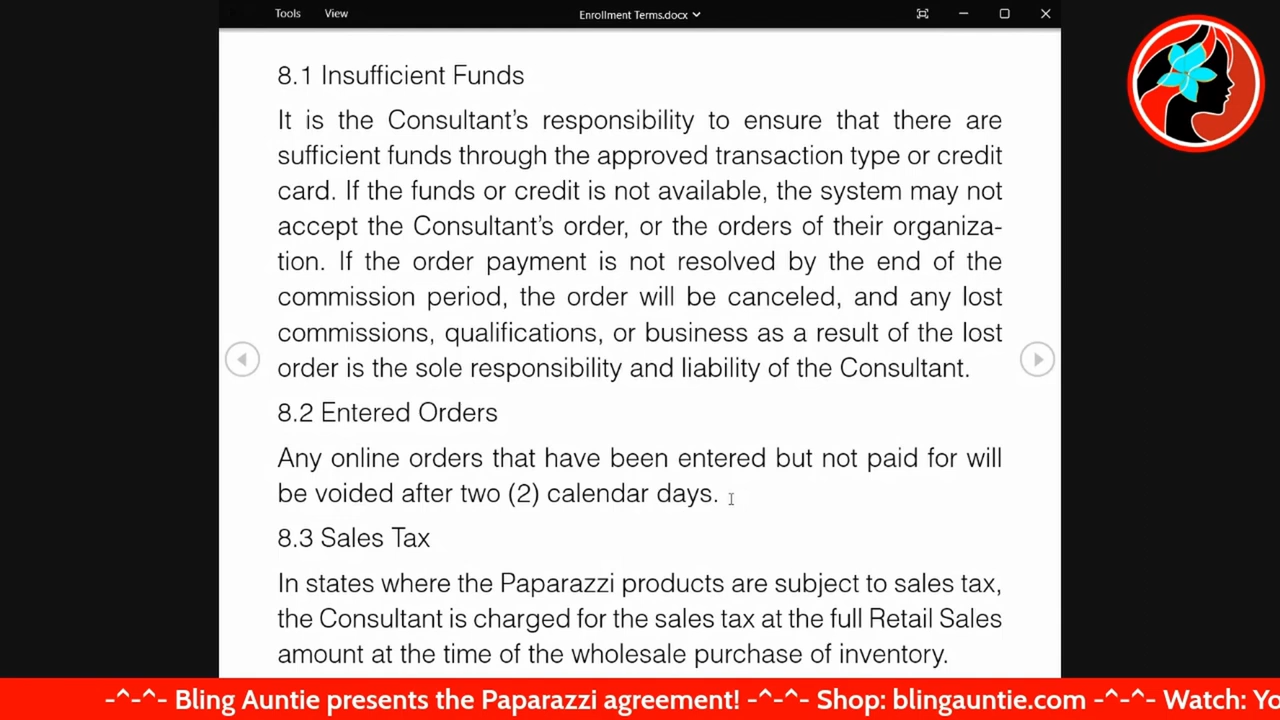 Tools View Enrollment Terms.docx
8.1 Insufficient Funds
It is the Consultant's responsibility to ensure that there are
sufficient funds through the approved transaction type or credit
card. If the funds or credit is not available, the system may not
accept the Consultant's order, or the orders of their organiza-
tion. If the order payment is not resolved by the end of the
commission period, the order will be canceled, and any lost
commissions, qualifications, or business as a result of the lost
order is the sole responsibility and liability of the Consultant.
8.2 Entered Orders
Any online orders that have been entered but not paid for will
be voided after two (2) calendar days.
8.3 Sales Tax
In states where the Paparazzi products are subject to sales tax,
the Consultant is charged for the sales tax at the full Retail Sales
amount at the time of the wholesale purchase of inventory.
-^-^- Bling Auntie presents the Paparazzi agreement! -^-^- Shop: blingauntie.com -^-^- Watch: